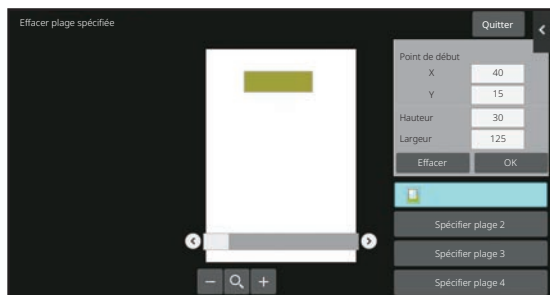 Effacer plage spécifiée
Quitter
Point de début
X 40
Y 15
Hauteur 30
Largeur 125
Effacer OK
Spécifier plage 2
Spécifier plage 3
Spécifier plage 4